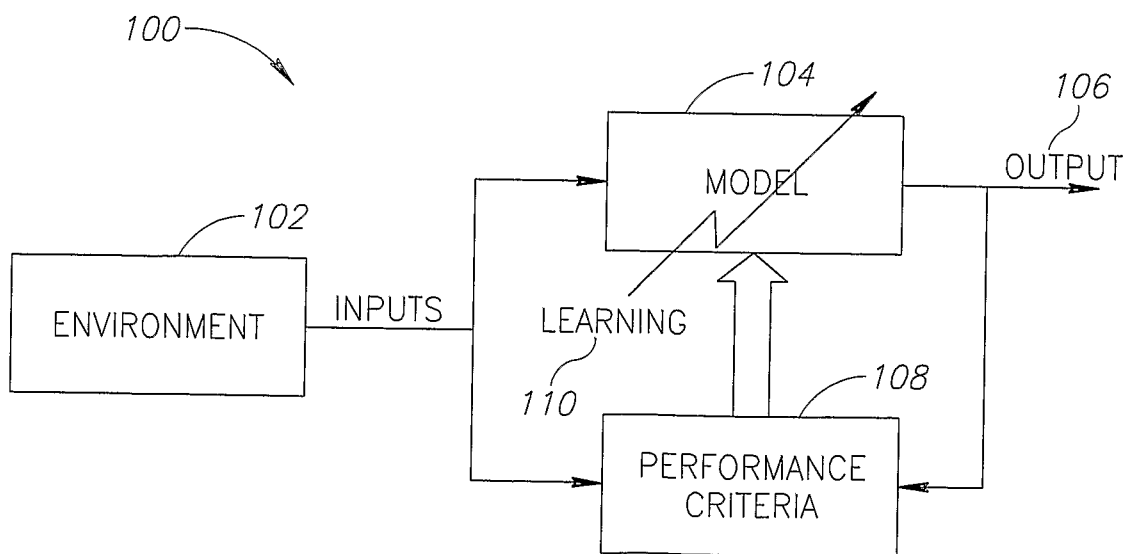 100
104
106
OUTPUT
MODEL
102
ENVIRONMENT
INPUTS
LEARNING
110
108
PERFORMANCE
CRITERIA